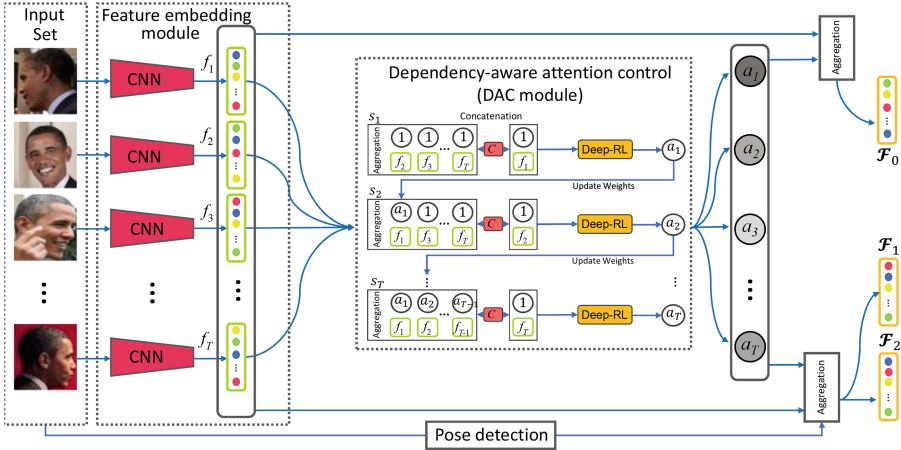 Input
Set
Feature embedding
module
CNN
f1
CNN
f2
CNN
f3
CNN
fT
Dependency-aware attention control
(DAC module)
s1
Concatenation
Aggregation
1 1 ... 1
f2 f3 fT
C
1
f1
Deep-RL
a1
Update Weights
s2
Aggregation
a1 1 ... 1
f1 f3 fT
C
1
f2
Deep-RL
a2
Update Weights
sT
Aggregation
a1 a2 ... aT-1
f1 f2 fT-1
C
1
fT
Deep-RL
aT
a1
a2
a3
aT
Aggregation
F0
F1
F2
Aggregation
Pose detection